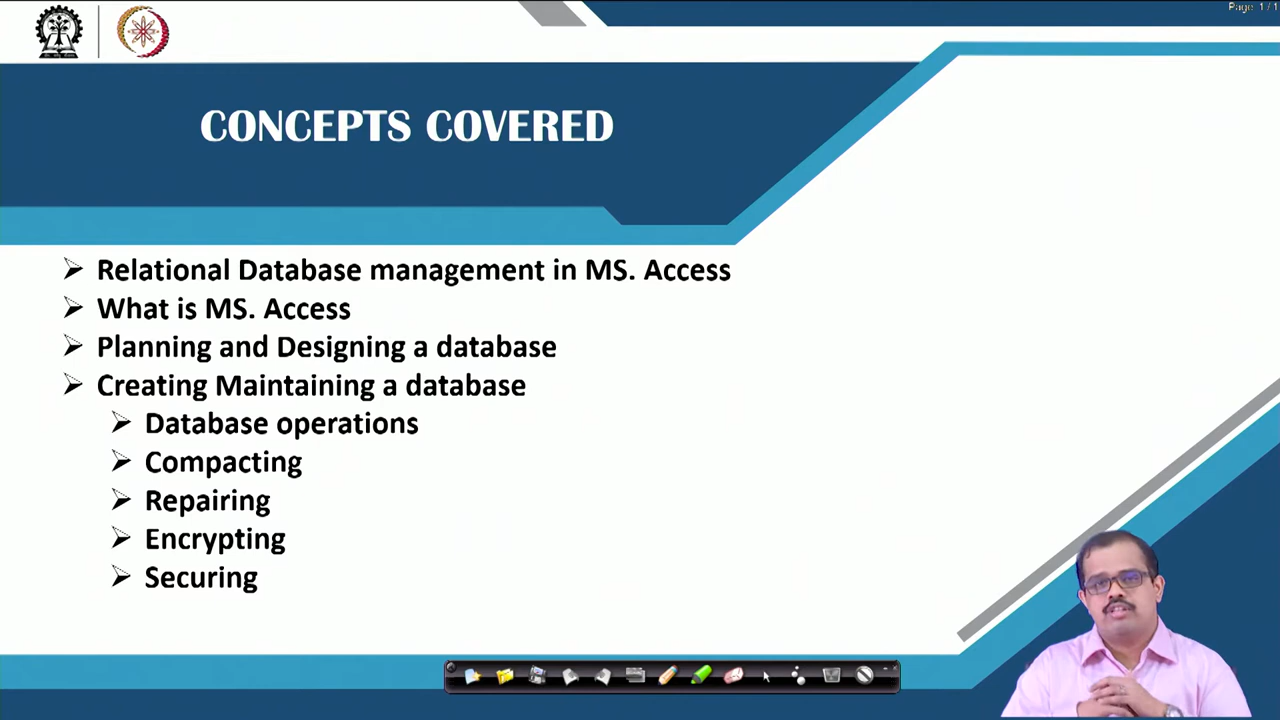 Page: 1 / 1
CONCEPTS COVERED
Relational Database management in MS. Access
What is MS. Access
Planning and Designing a database
Creating Maintaining a database
Database operations
Compacting
Repairing
Encrypting
Securing